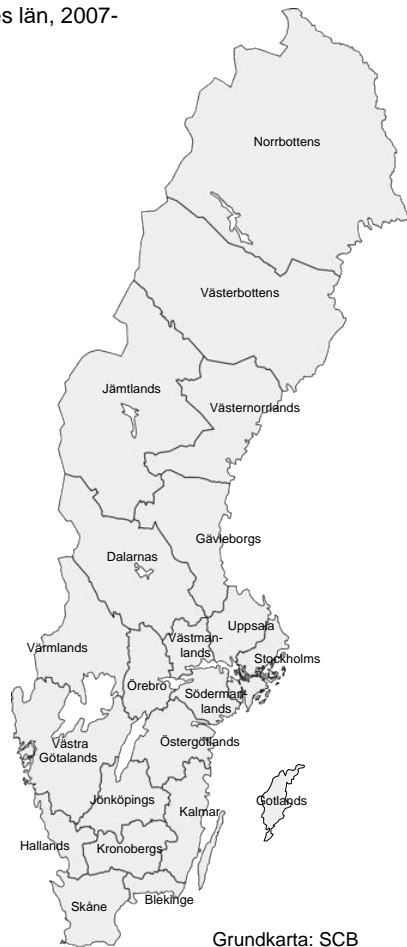 es län, 2007-
Norrbottens
Västerbottens
Jämtlands
Västernorrlands
Gävleborgs
Dalarnas
Uppsala
Västman-
lands
Värmlands
Stockholms
Örebro
Söderman-
lands
Västra
Götalands
Östergötlands
Jönköpings
Gotlands
Kalmar
Hallands
Kronobergs
Blekinge
Skåne
Grundkarta: SCB